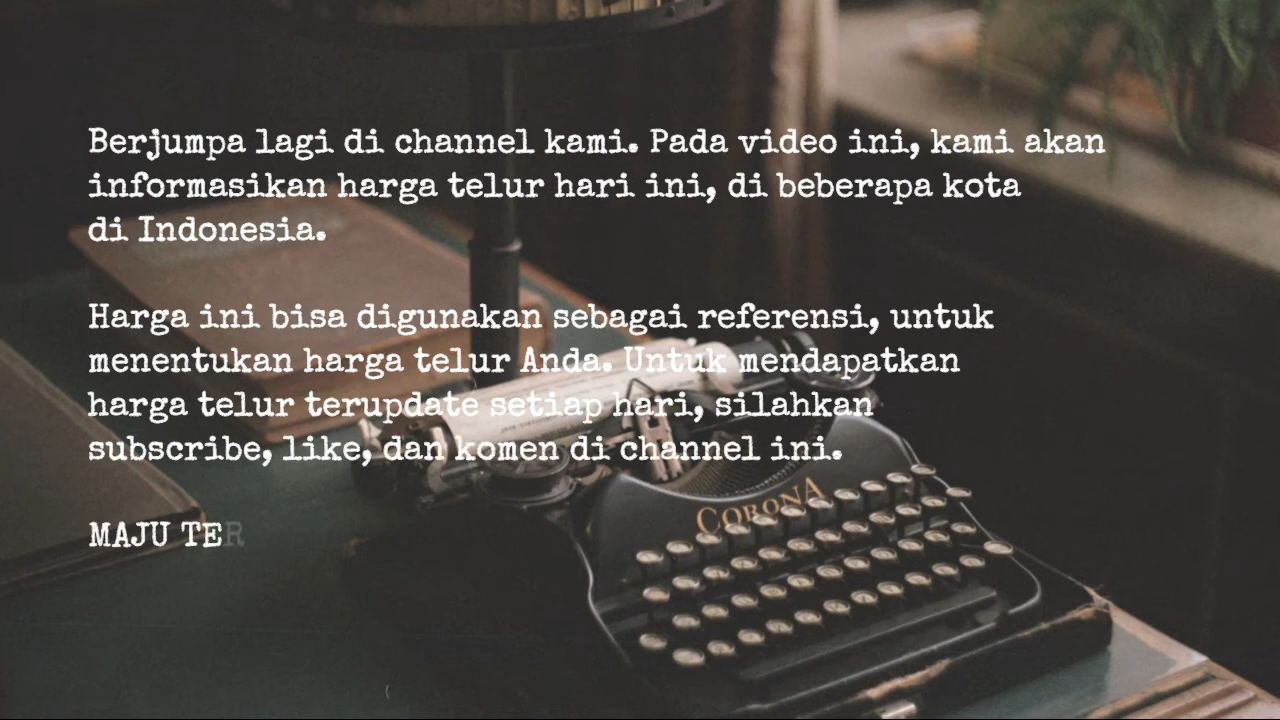 Berjumpa lagi di channel kami. Pada video ini, kami akan
informasikan harga telur hari ini, di beberapa kota
di Indonesia.
Harga ini bisa digunakan sebagai referensi, untuk
menentukan harga telur Anda. Untuk mendapatkan
harga telur terupdate setiap hari, silahkan
subscribe, like, dan komen di channel ini.
MAJU TER
CORONA